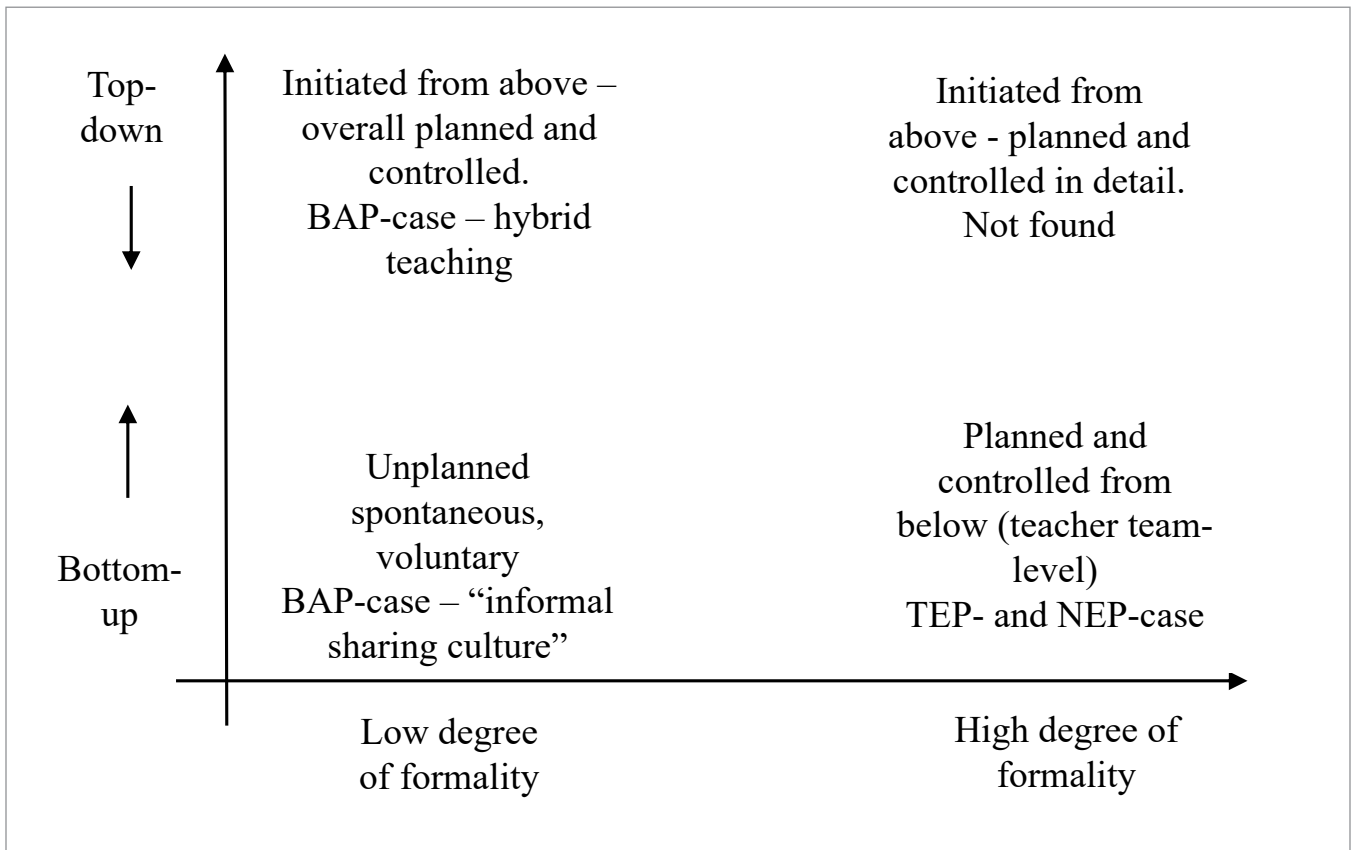 Top-
down
Initiated from above –
overall planned and
controlled.
BAP-case – hybrid
teaching
Initiated from
above - planned and
controlled in detail.
Not found
Bottom-
up
Unplanned
spontaneous,
voluntary
BAP-case – “informal
sharing culture”
Planned and
controlled from
below (teacher team-
level)
TEP- and NEP-case
Low degree
of formality
High degree of
formality